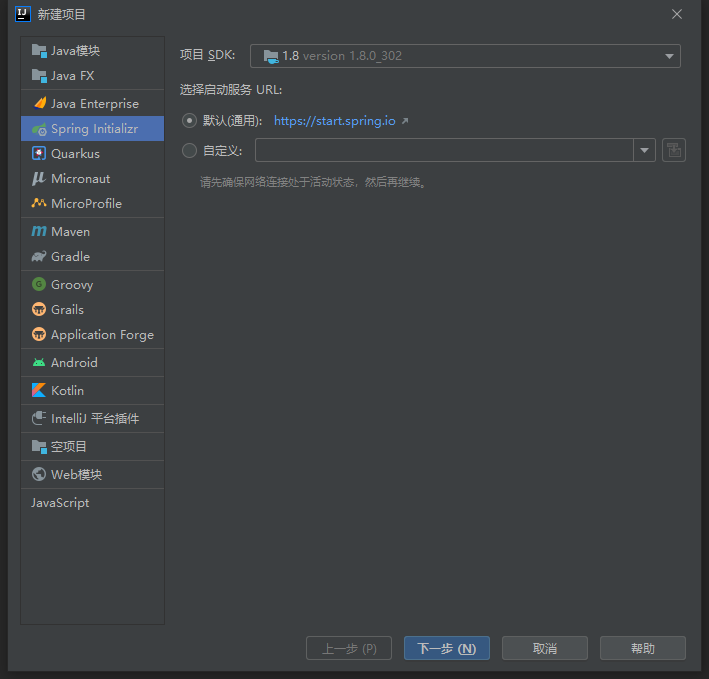 新建项目
Java模块
Java FX
Java Enterprise
Spring Initializr
Quarkus
Micronaut
MicroProfile
Maven
Gradle
Groovy
Grails
Application Forge
Android
Kotlin
IntelliJ 平台插件
空项目
Web模块
JavaScript
项目 SDK: 1.8 version 1.8.0_302
选择启动服务 URL:
默认(通用): https://start.spring.io
自定义:
请先确保网络连接处于活动状态，然后再继续。
上一步 (P) 下一步 (N) 取消 帮助